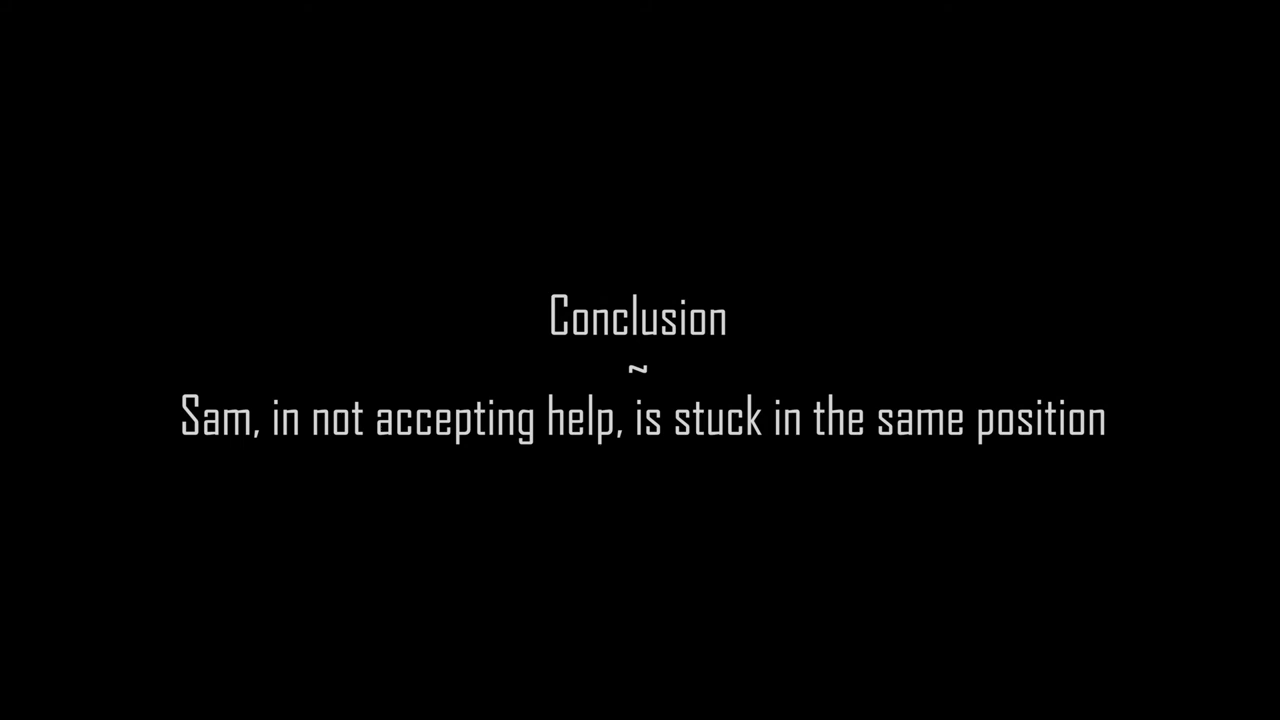 Conclusion
~
Sam, in not accepting help, is stuck in the same position